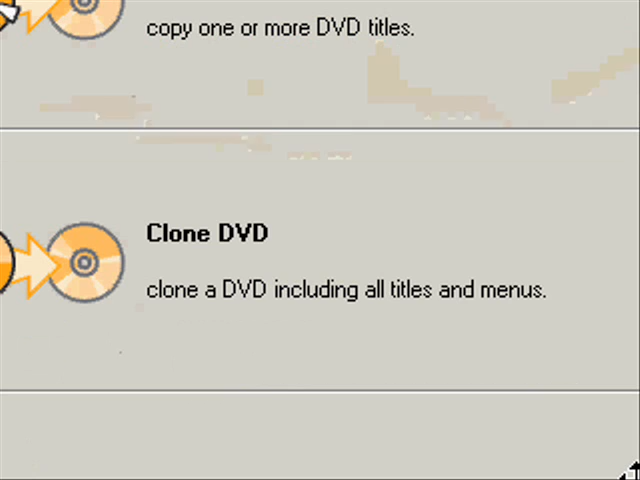 copy one or more DVD titles.
Clone DVD
clone a DVD including all titles and menus.